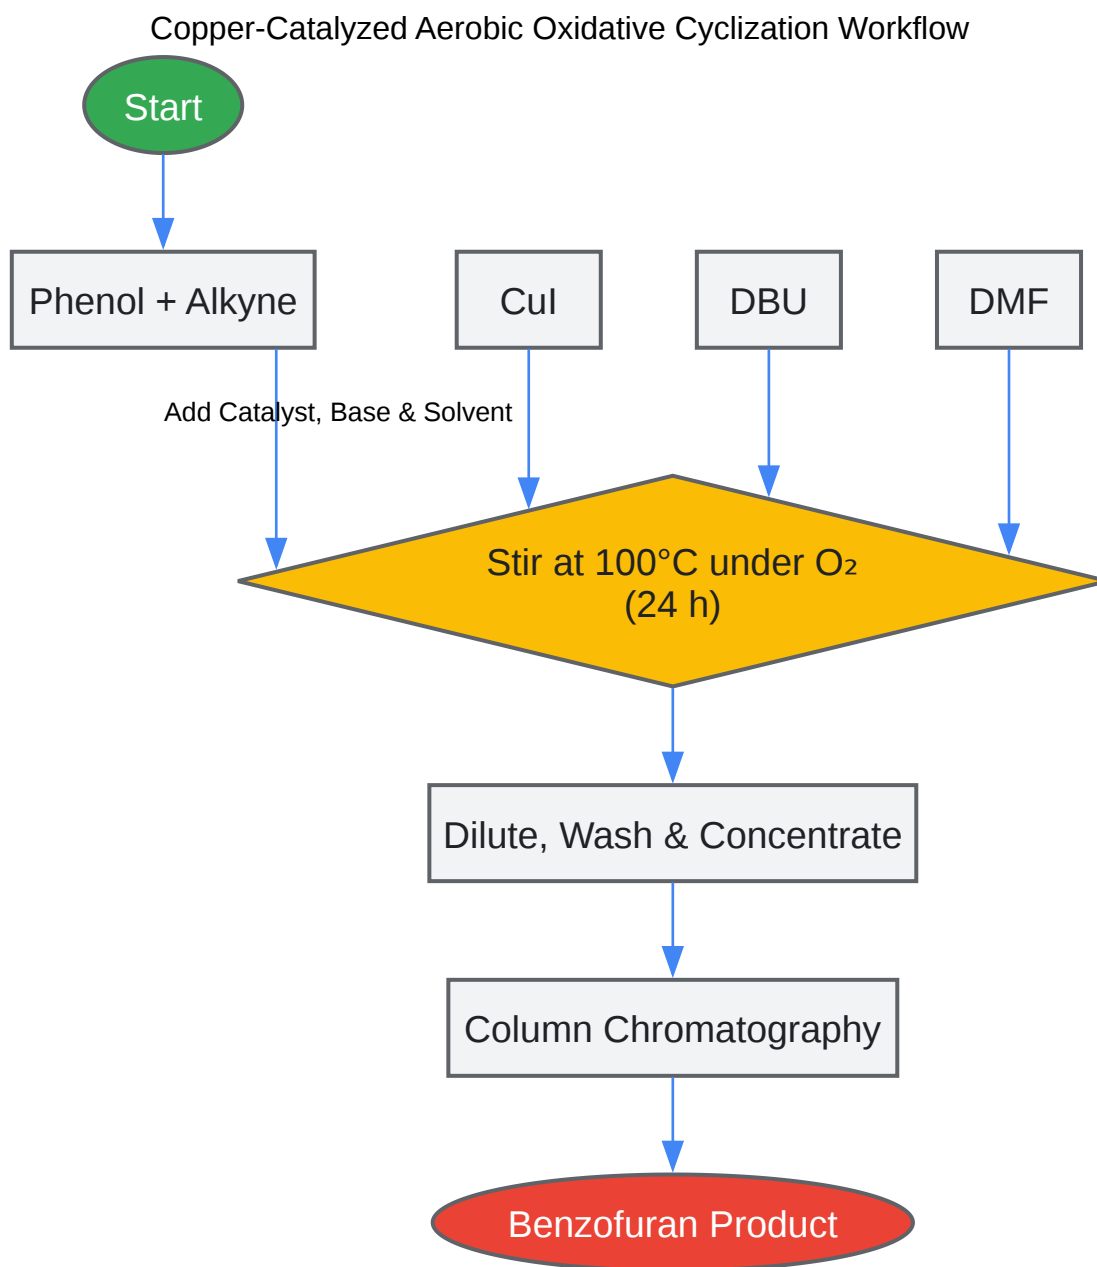 Copper-Catalyzed Aerobic Oxidative Cyclization Workflow
Start
Phenol + Alkyne
CuI
DBU
DMF
Add Catalyst, Base & Solvent
Stir at 100°C under O₂
(24 h)
Dilute, Wash & Concentrate
Column Chromatography
Benzofuran Product